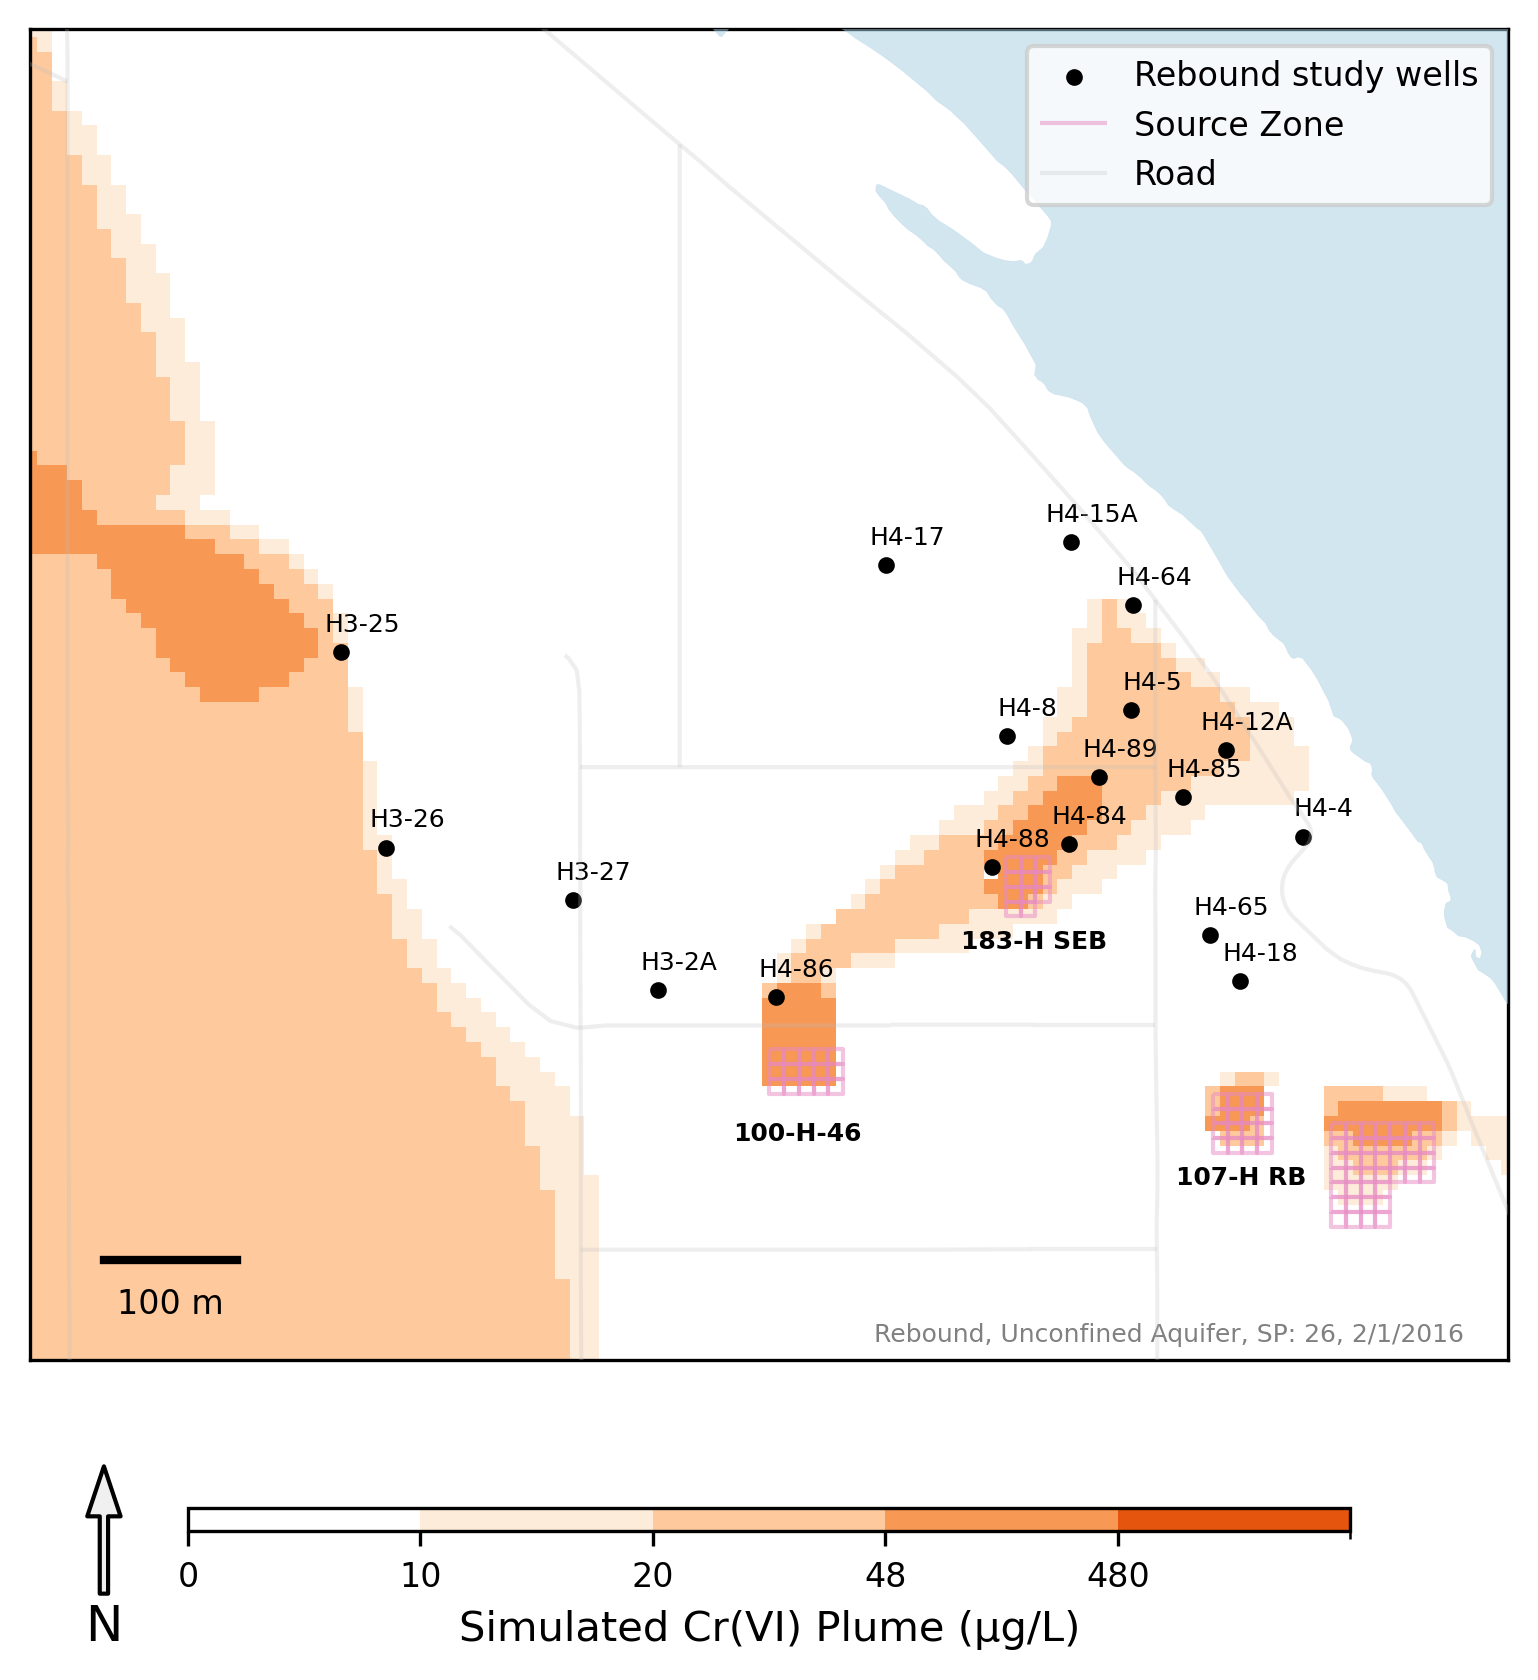 Rebound study wells
Source Zone
Road
H4-15A
H4-17
H4-64
H3-25
H4-5
H4-8
H4-12A
H4-89
H4-85
H4-4
H4-84
H3-26
H4-88
H3-27
H4-65
183-H SEB
H4-18
H3-2A
H4-86
100-H-46
107-H RB
100 m
Rebound, Unconfined Aquifer, SP: 26, 2/1/2016
0 10 20 48 480
N
Simulated Cr(VI) Plume (μg/L)